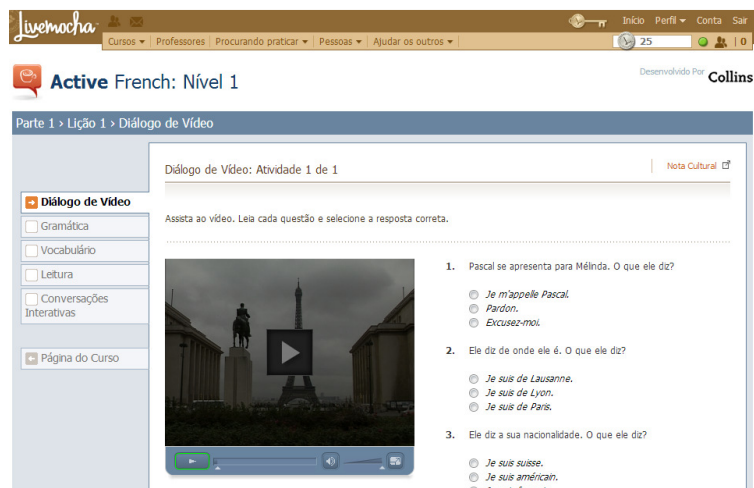 livemocha
Início Perfil Conta Sair
Cursos Professores Procurando praticar Pessoas Ajudar os outros
25
0
Active French: Nível 1
Desenvolvido Por Collins
Parte 1 › Lição 1 › Diálogo de Vídeo
Diálogo de Vídeo: Atividade 1 de 1
Nota Cultural
Diálogo de Vídeo
Gramática
Vocabulário
Leitura
Conversações
Interativas
Página do Curso
Assista ao vídeo. Leia cada questão e selecione a resposta correta.
1. Pascal se apresenta para Mélinda. O que ele diz?
Je m'appelle Pascal.
Pardon.
Excusez-moi.
2. Ele diz de onde ele é. O que ele diz?
Je suis de Lausanne.
Je suis de Lyon.
Je suis de Paris.
3. Ele diz a sua nacionalidade. O que ele diz?
Je suis suisse.
Je suis américain.